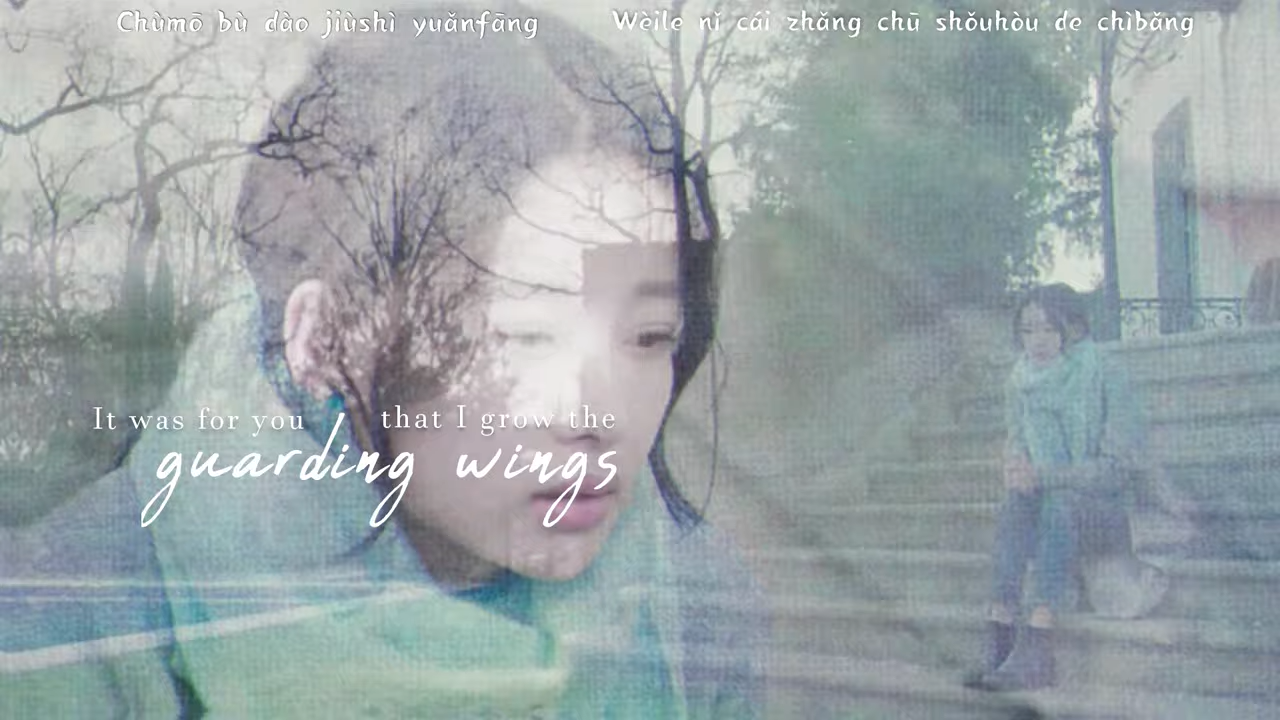 Chùmō bù dào jiùshì yuǎnfāng Wèile nǐ cái zhǎng chū shǒuhòu de chìbǎng
It was for you that I grow the
guarding wings